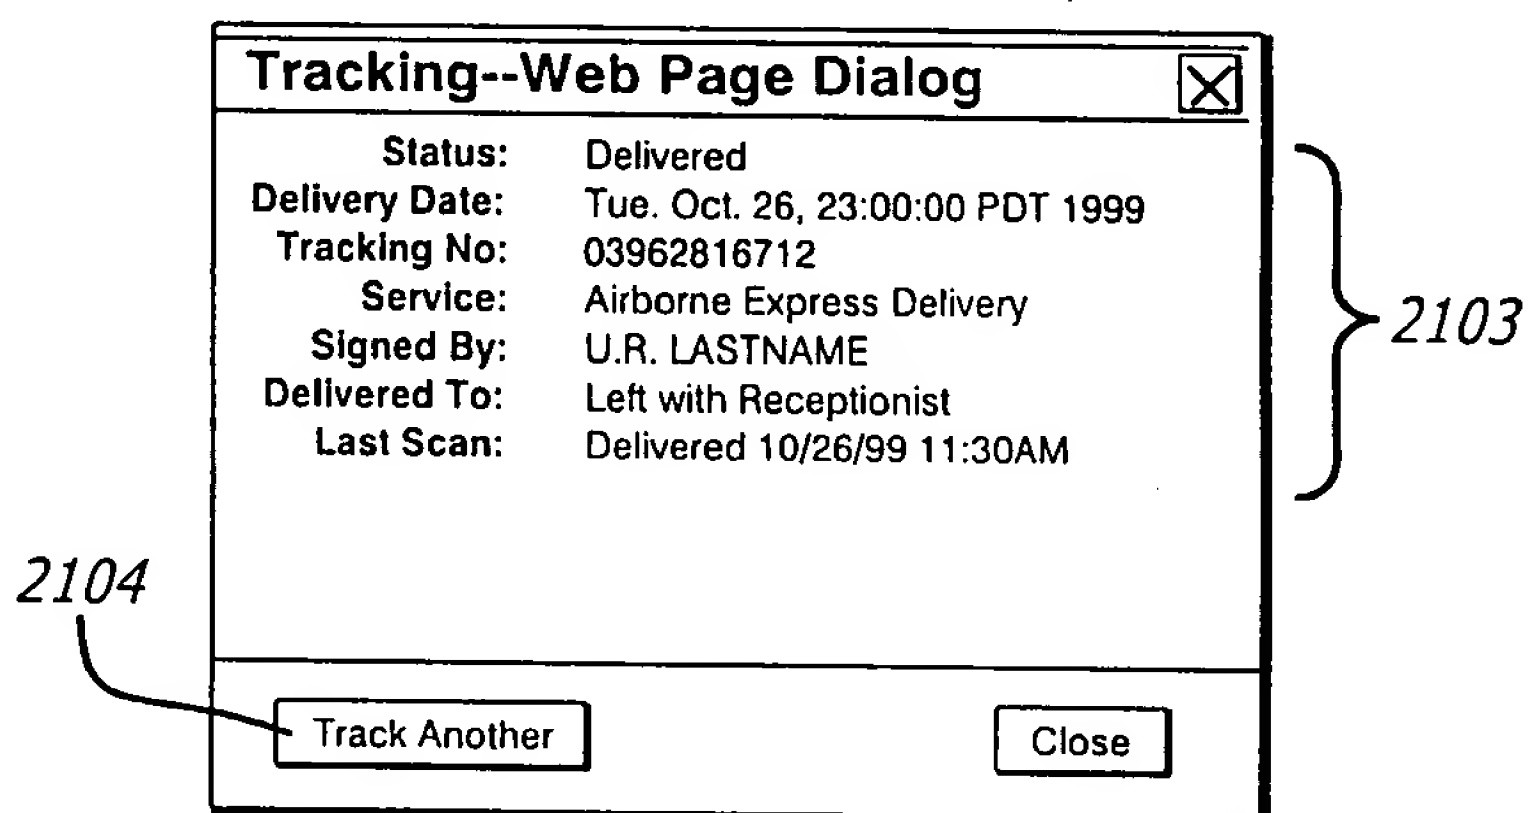 Tracking--Web Page Dialog
Status: Delivered
Delivery Date: Tue. Oct. 26, 23:00:00 PDT 1999
Tracking No: 03962816712
Service: Airborne Express Delivery
Signed By: U.R. LASTNAME
Delivered To: Left with Receptionist
Last Scan: Delivered 10/26/99 11:30AM
2103
2104
Track Another
Close